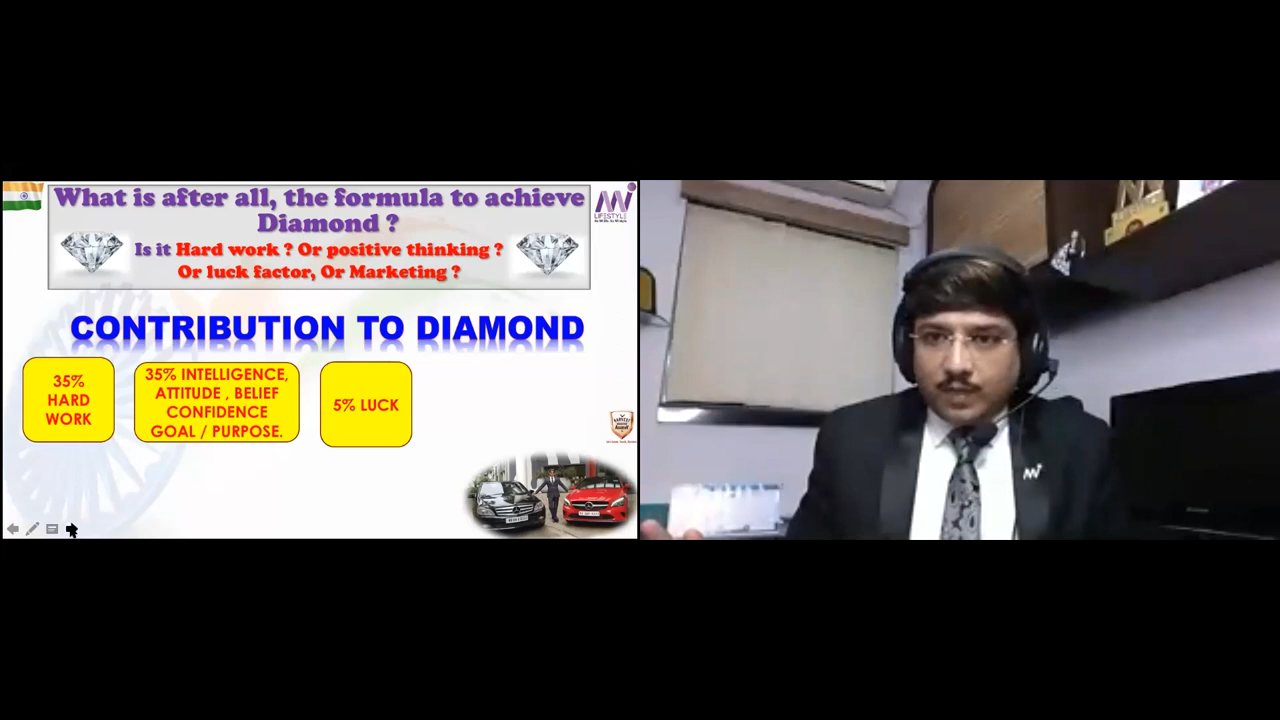 What is after all, the formula to achieve
Diamond ?
Is it Hard work ? Or positive thinking ?
Or luck factor, Or Marketing ?
LIFESTYLE
CONTRIBUTION TO DIAMOND
35%
HARD
WORK
35% INTELLIGENCE,
ATTITUDE , BELIEF
CONFIDENCE
GOAL / PURPOSE.
5% LUCK